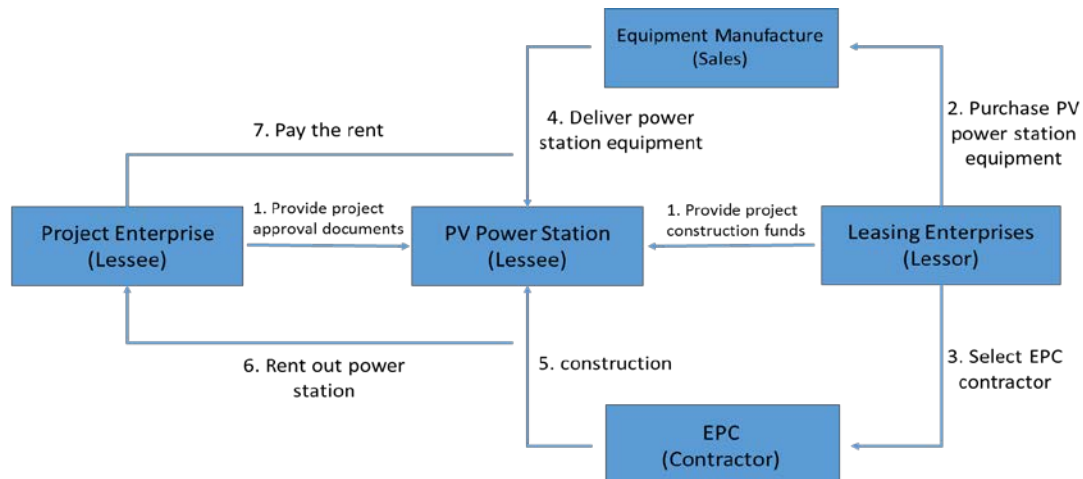 Equipment Manufacture
(Sales)
2. Purchase PV
power station
equipment
4. Deliver power
station equipment
7. Pay the rent
Project Enterprise
(Lessee)
1. Provide project
approval documents
PV Power Station
(Lessee)
1. Provide project
construction funds
Leasing Enterprises
(Lessor)
6. Rent out power
station
5. construction
3. Select EPC
contractor
EPC
(Contractor)